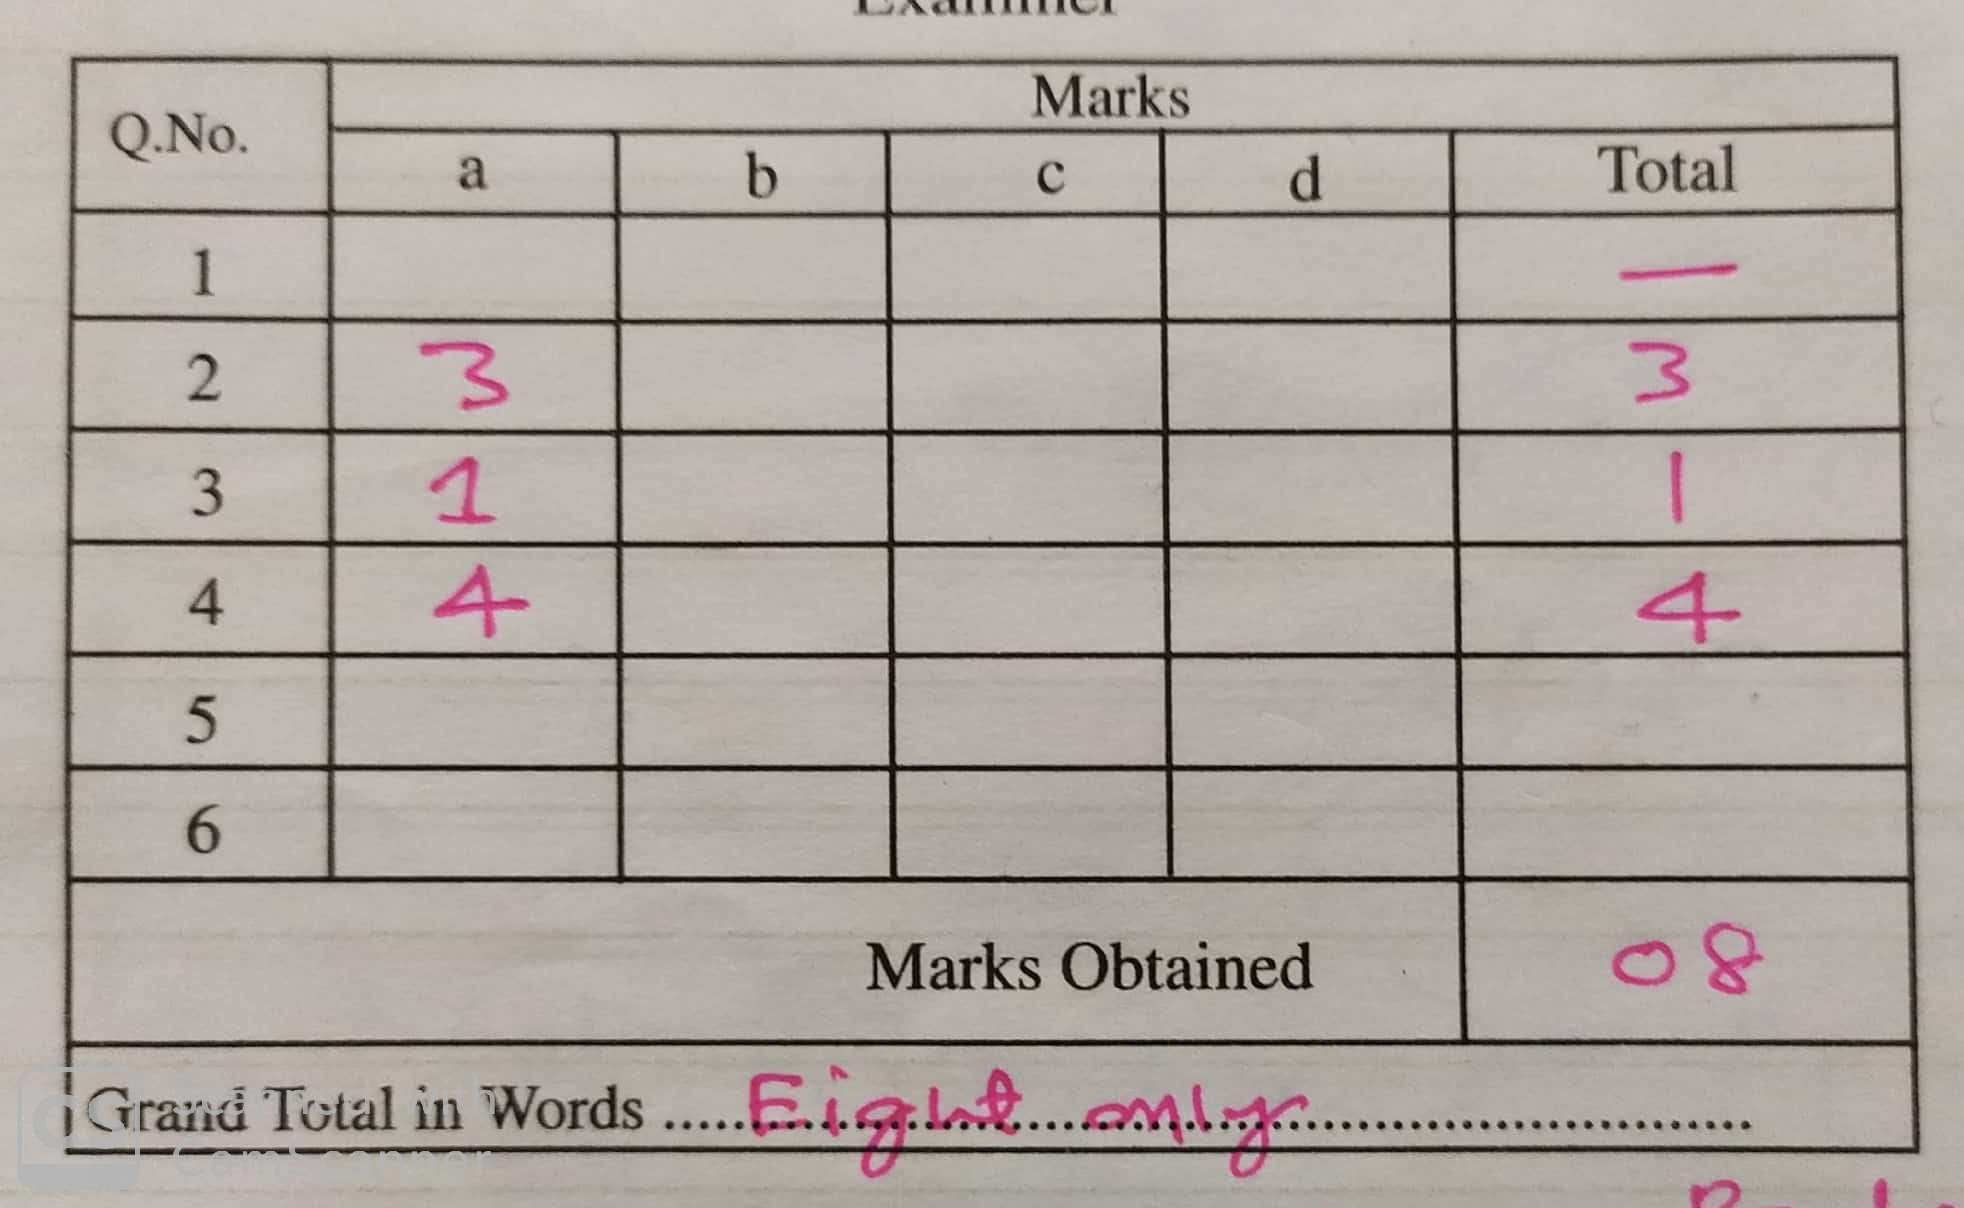 Examiner
Marks
Q.No.
a b c d Total
1 —
2 3 3
3 1 1
4 4 4
5
6
Marks Obtained 08
Grand Total in Words .....Eight only..........
CS CamScanner